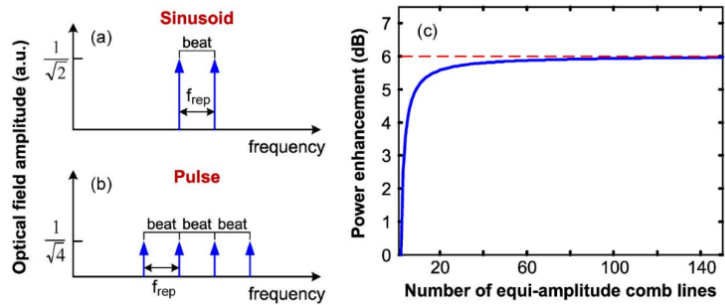 Sinusoid
(a)
beat
1
√2
f_rep
frequency
Optical field amplitude (a.u.)
Pulse
(b)
beat beat beat
1
√4
f_rep
frequency
(c)
Power enhancement (dB)
7
6
5
4
3
2
1
0
20 60 100 140
Number of equi-amplitude comb lines